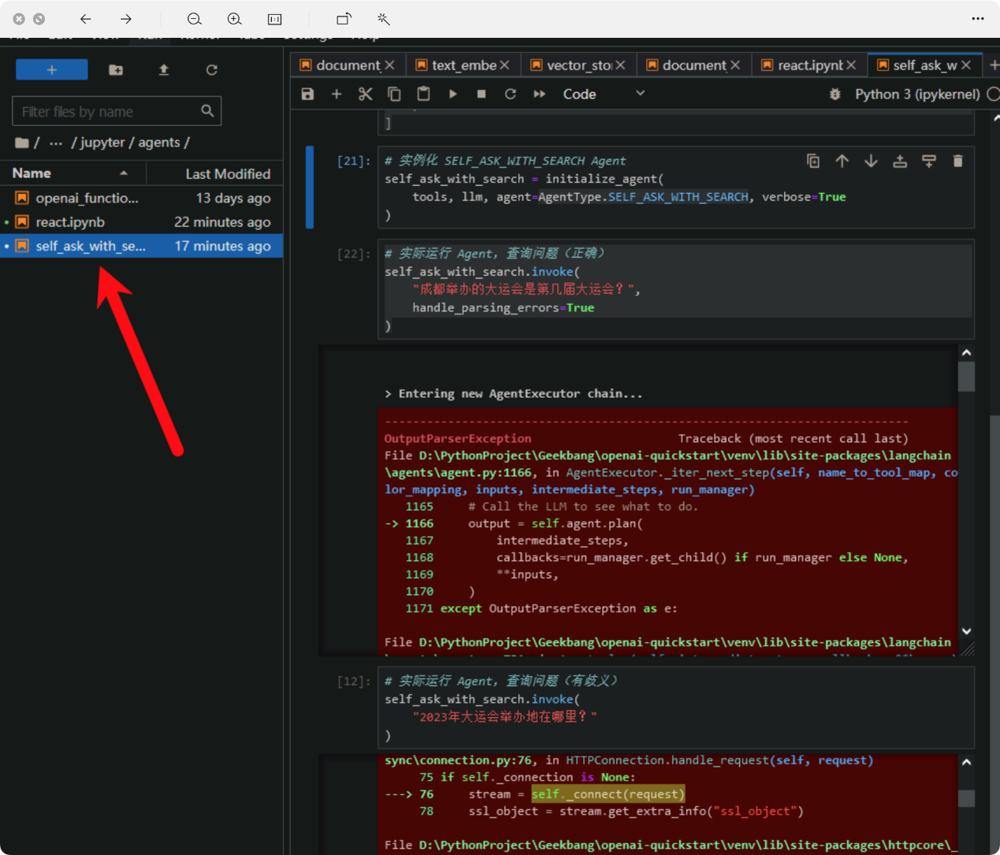 Filter files by name
/ ··· / jupyter / agents /
Name
Last Modified
openai_functio...
13 days ago
react.ipynb
22 minutes ago
self_ask_with_se...
17 minutes ago
document
text_embe
vector_sto
document
react.ipynb
self_ask_w
Code
Python 3 (ipykernel)
]
[21]:
# 实例化 SELF_ASK_WITH_SEARCH Agent
self_ask_with_search = initialize_agent(
tools, llm, agent=AgentType.SELF_ASK_WITH_SEARCH, verbose=True
)
[22]:
# 实际运行 Agent，查询问题（正确）
self_ask_with_search.invoke(
"成都举办的大运会是第几届大运会？",
handle_parsing_errors=True
)
> Entering new AgentExecutor chain...
---------------------------------------------------------------------------
OutputParserException Traceback (most recent call last)
File D:\PythonProject\Geekbang\openai-quickstart\venv\lib\site-packages\langchain
\agents\agent.py:1166, in AgentExecutor._iter_next_step(self, name_to_tool_map, co
lor_mapping, inputs, intermediate_steps, run_manager)
1165 # Call the LLM to see what to do.
-> 1166 output = self.agent.plan(
1167 intermediate_steps,
1168 callbacks=run_manager.get_child() if run_manager else None,
1169 **inputs,
1170 )
1171 except OutputParserException as e:
File D:\PythonProject\Geekbang\openai-quickstart\venv\lib\site-packages\langchain
[12]:
# 实际运行 Agent，查询问题（有歧义）
self_ask_with_search.invoke(
"2023年大运会举办地在哪里？"
)
sync\connection.py:76, in HTTPConnection.handle_request(self, request)
75 if self._connection is None:
---> 76 stream = self._connect(request)
78 ssl_object = stream.get_extra_info("ssl_object")
File D:\PythonProject\Geekbang\openai-quickstart\venv\lib\site-packages\httpcore\_